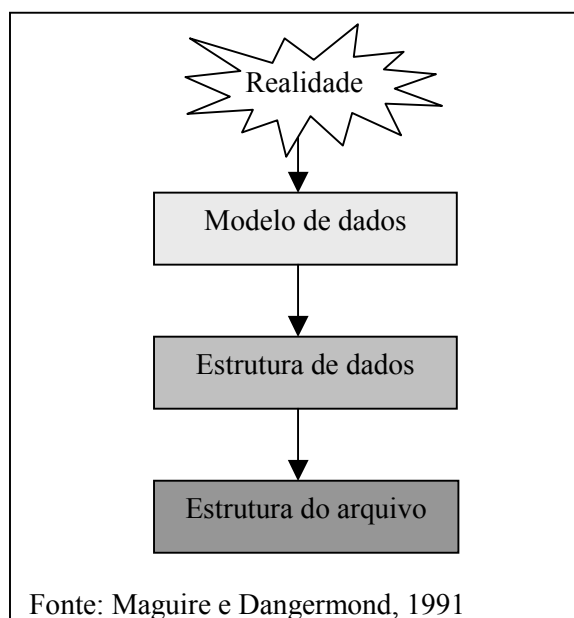 Realidade
Modelo de dados
Estrutura de dados
Estrutura do arquivo
Fonte: Maguire e Dangermond, 1991